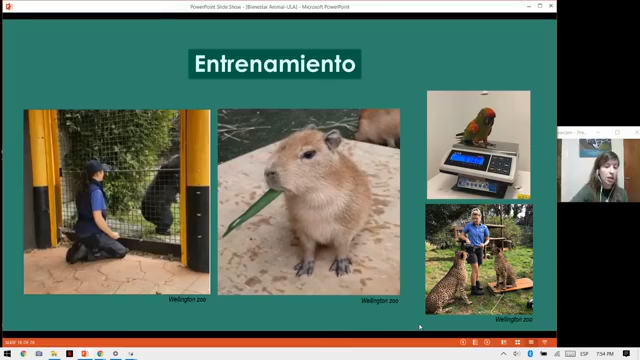 PowerPoint Slide Show - [Bienestar Animal-ULA] - Microsoft PowerPoint
Entrenamiento
Wellington zoo
Wellington zoo
Wellington zoo
ESP
7:54 PM